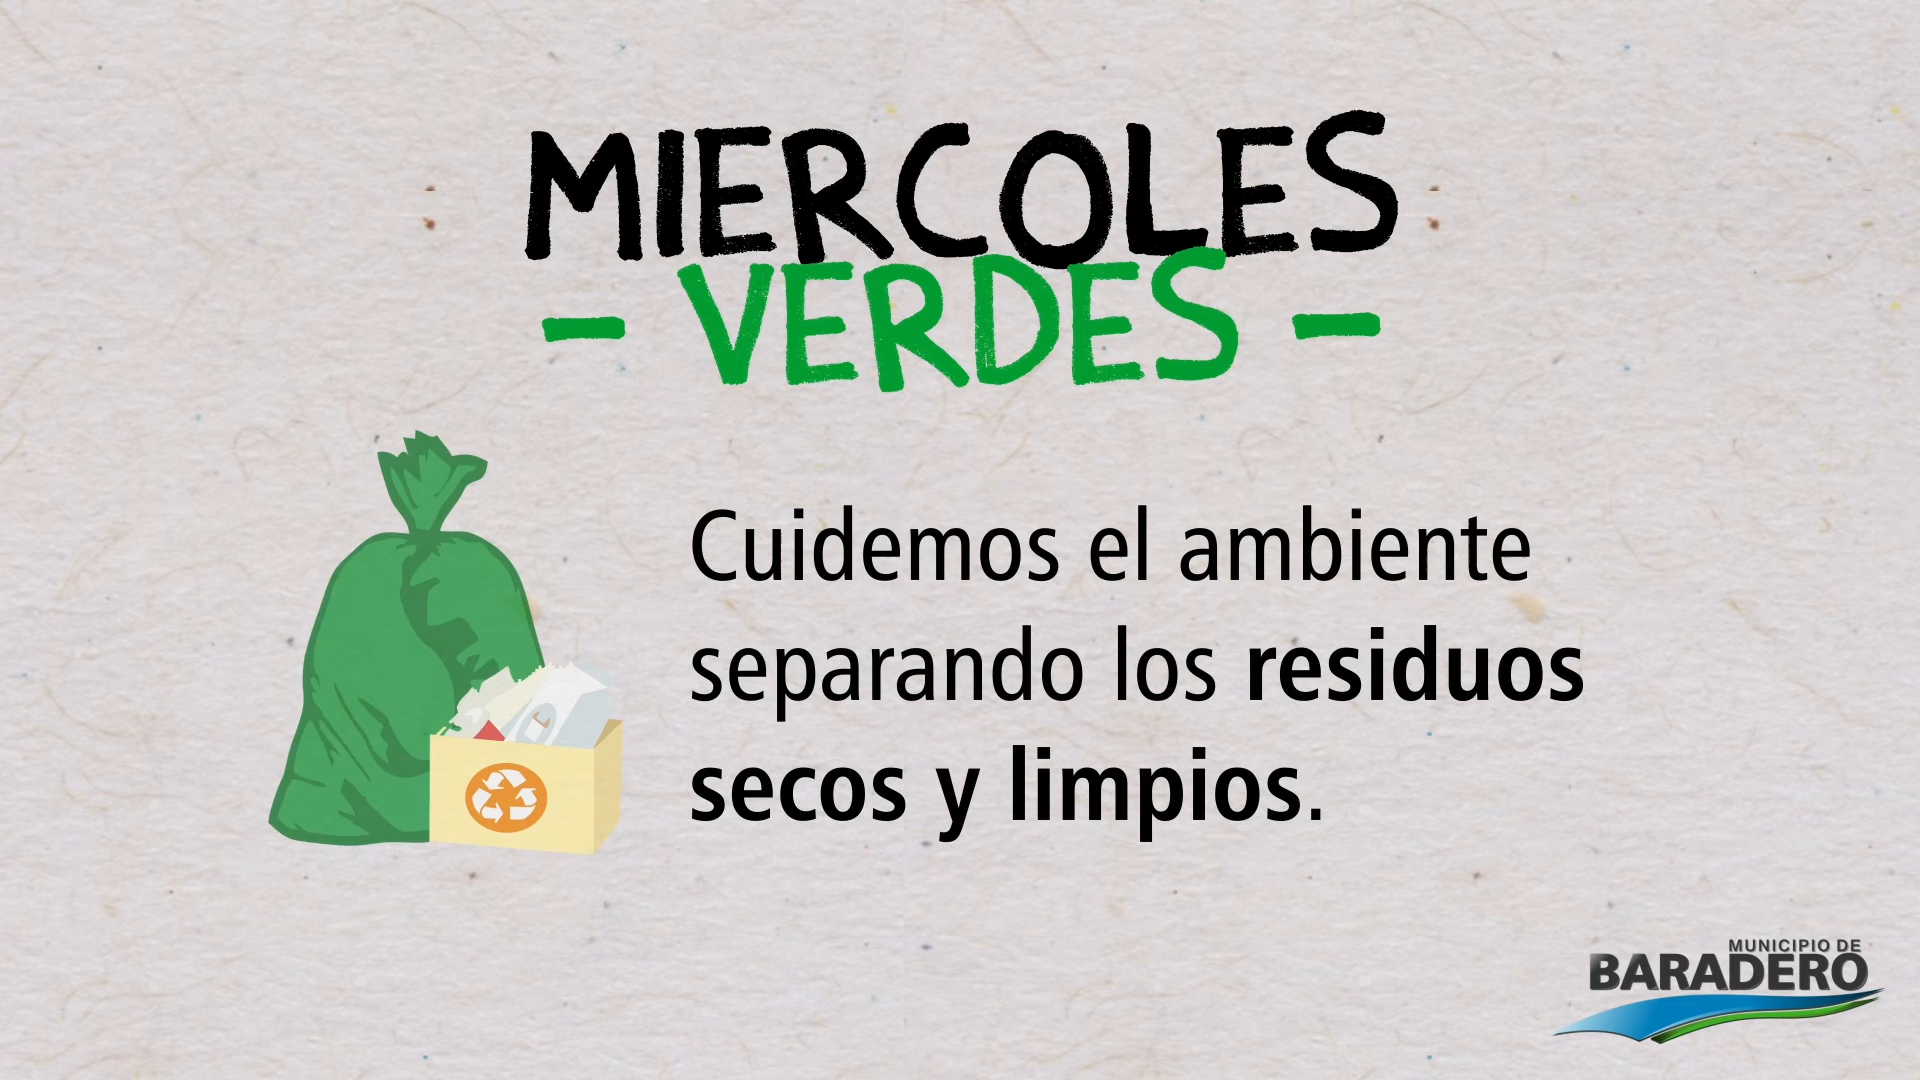 MIERCOLES
- VERDES -
Cuidemos el ambiente
separando los residuos
secos y limpios.
MUNICIPIO DE
BARADERO